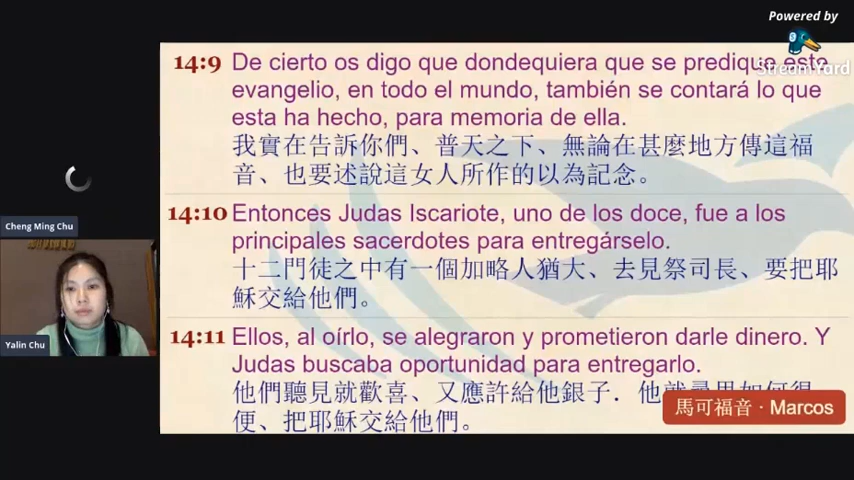 Powered by
StreamYard
14:9 De cierto os digo que dondequiera que se predique este
evangelio, en todo el mundo, también se contará lo que
esta ha hecho, para memoria de ella.
我實在告訴你們、普天之下、無論在甚麼地方傳這福
音、也要述說這女人所作的以為記念。
14:10 Entonces Judas Iscariote, uno de los doce, fue a los
principales sacerdotes para entregárselo.
十二門徒之中有一個加略人猶大、去見祭司長、要把耶
穌交給他們。
14:11 Ellos, al oírlo, se alegraron y prometieron darle dinero. Y
Judas buscaba oportunidad para entregarlo.
他們聽見就歡喜、又應許給他銀子．他就尋思如何得
便、把耶穌交給他們。
馬可福音 · Marcos
Cheng Ming Chu
Yalin Chu